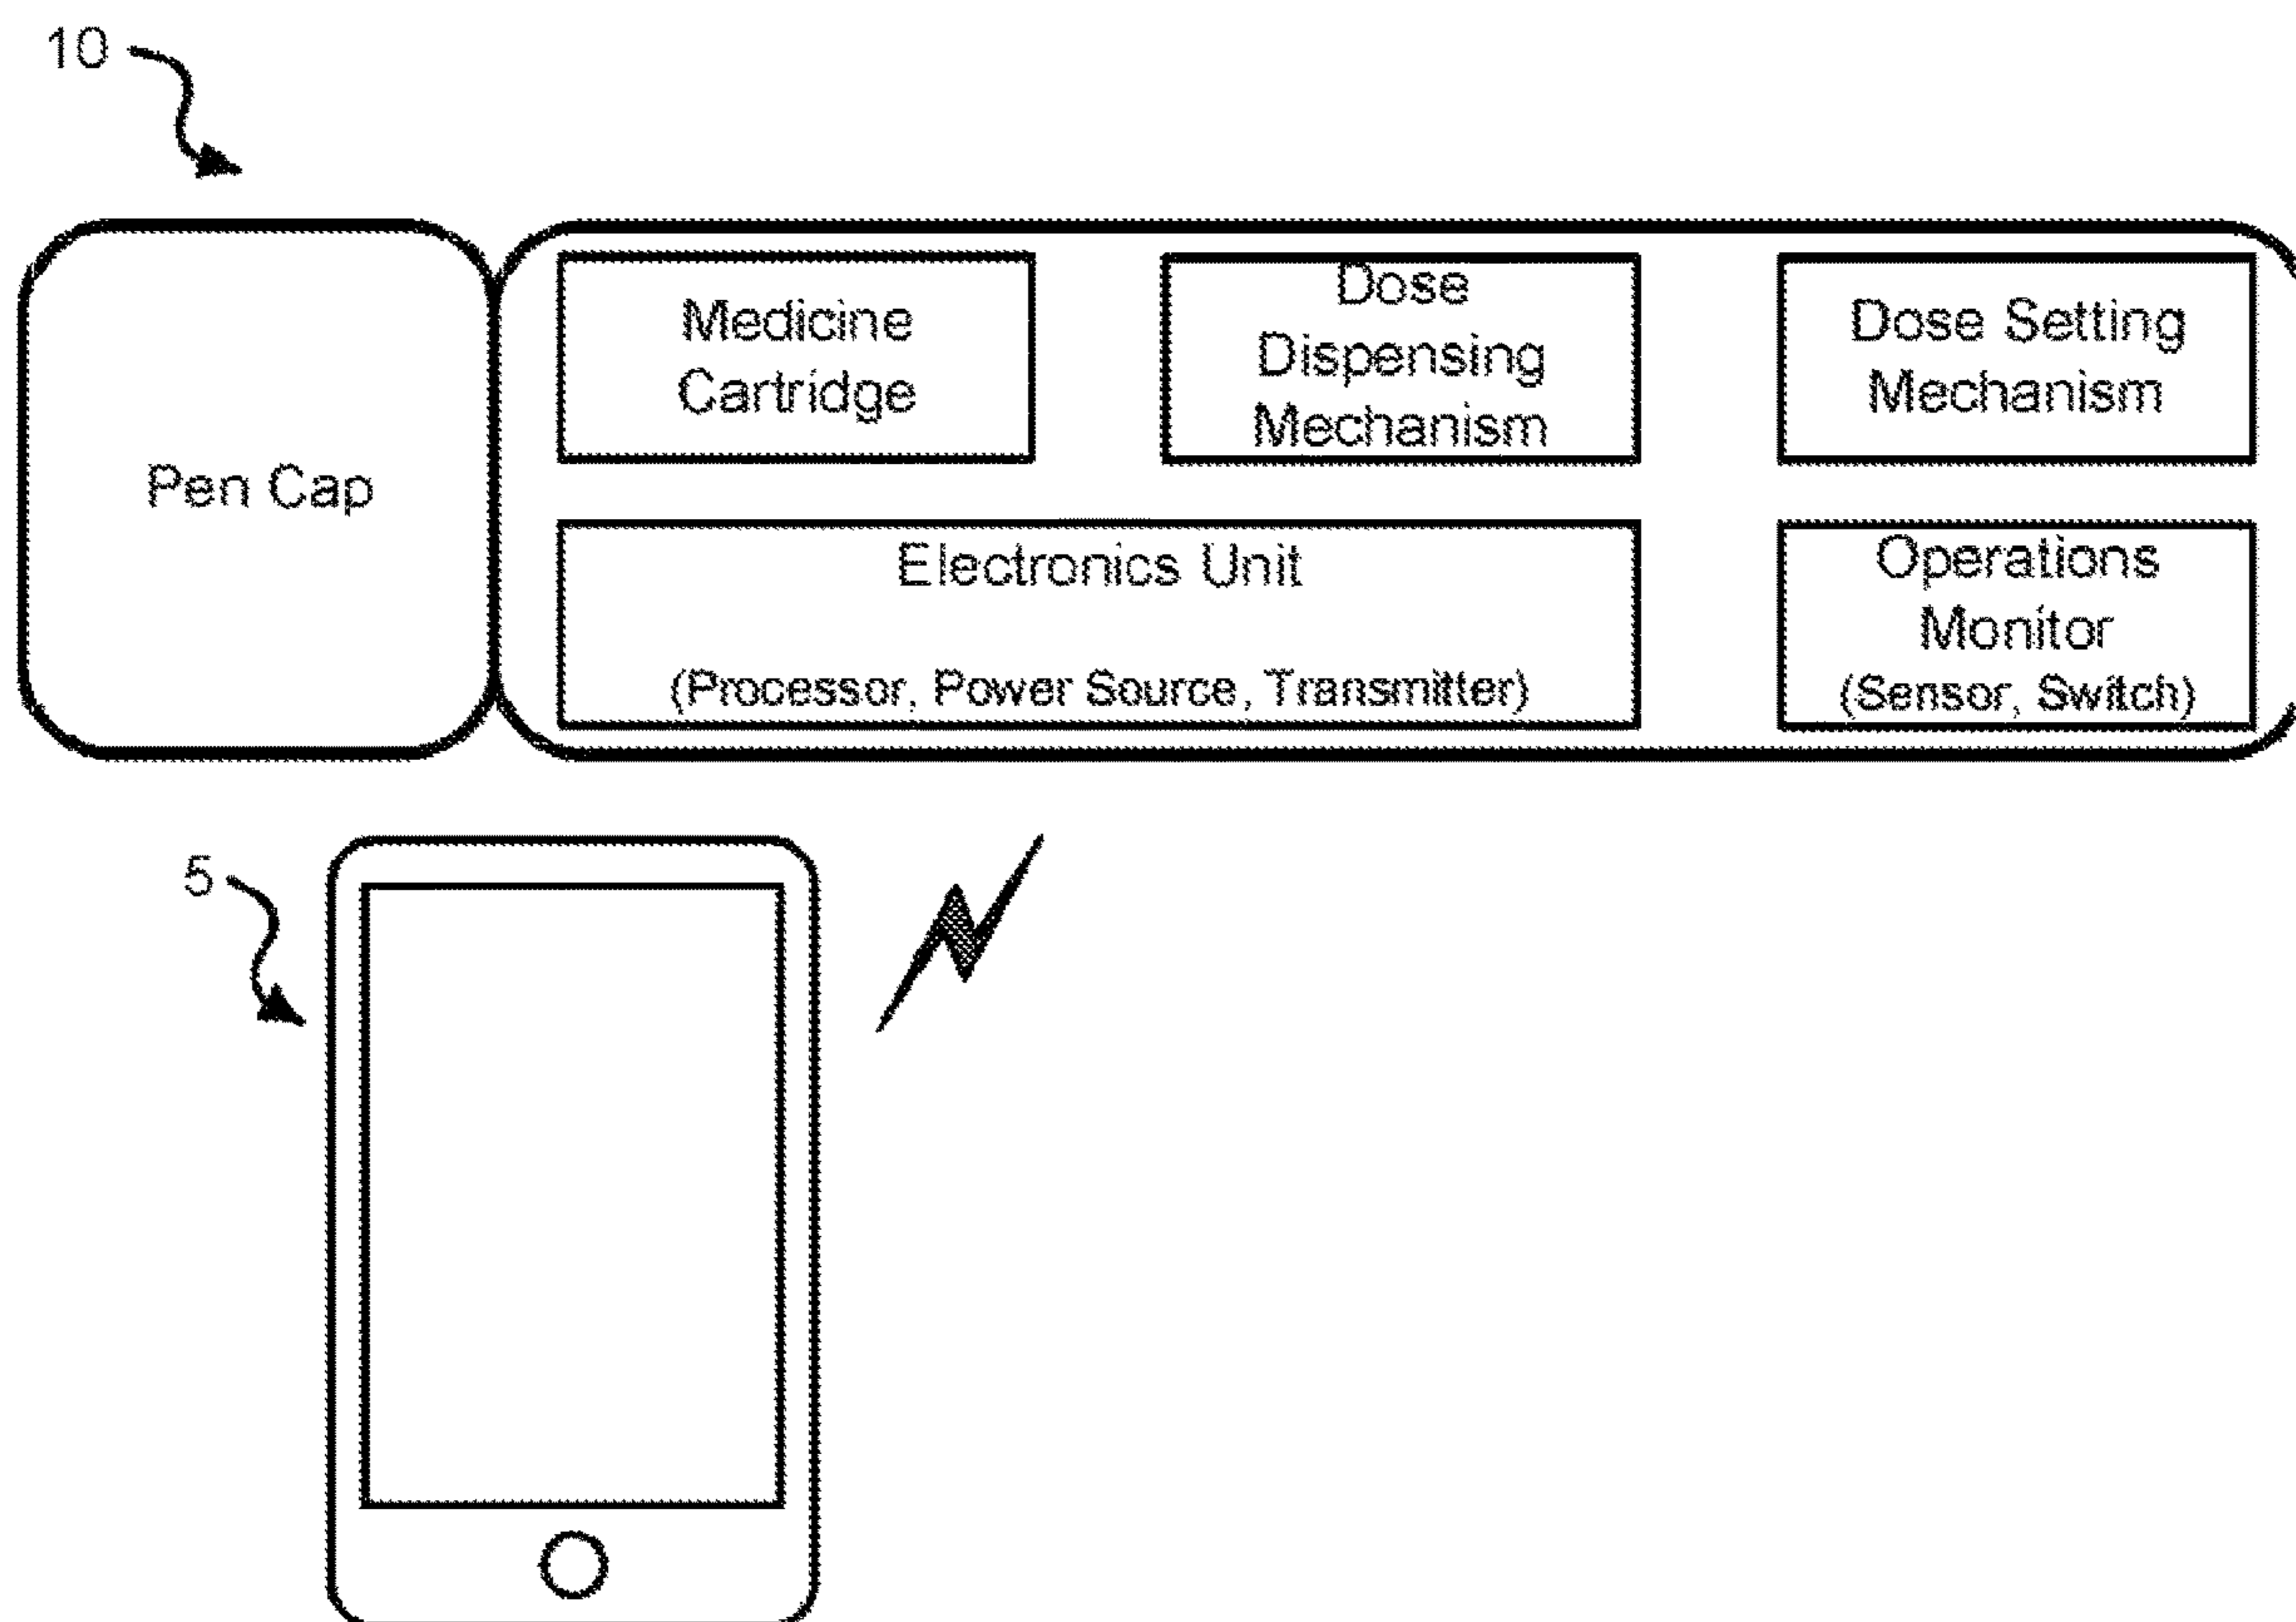 10
Pen Cap
Medicine
Cartridge
Dose
Dispensing
Mechanism
Dose Setting
Mechanism
Electronics Unit
(Processor, Power Source, Transmitter)
Operations
Monitor
(Sensor, Switch)
5